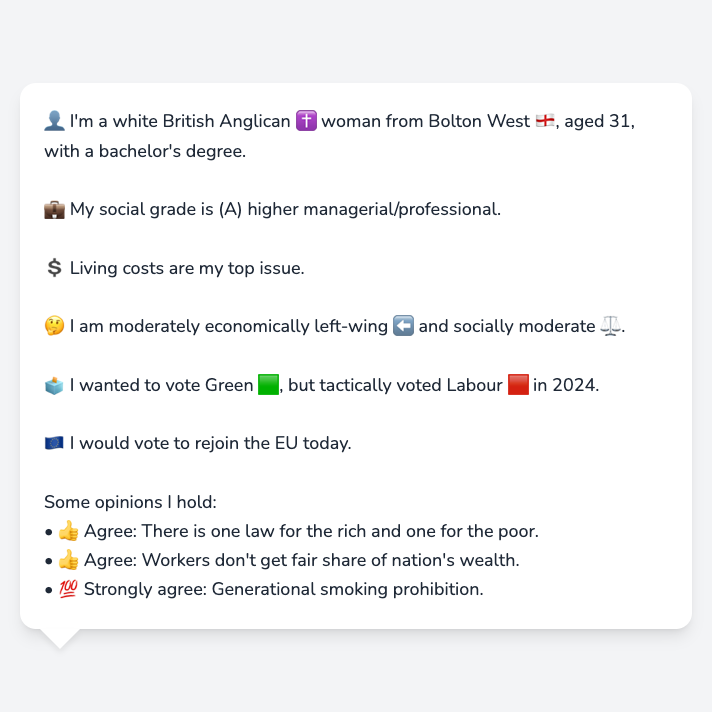 👤 I'm a white British Anglican ✝️ woman from Bolton West 🏴󠁧󠁢󠁥󠁮󠁧󠁿, aged 31,
with a bachelor's degree.
💼 My social grade is (A) higher managerial/professional.
💲 Living costs are my top issue.
🤔 I am moderately economically left-wing ⬅️ and socially moderate ⚖️.
🗳️ I wanted to vote Green 🟩, but tactically voted Labour 🟥 in 2024.
🇪🇺 I would vote to rejoin the EU today.
Some opinions I hold:
• 👍 Agree: There is one law for the rich and one for the poor.
• 👍 Agree: Workers don't get fair share of nation's wealth.
• 💯 Strongly agree: Generational smoking prohibition.